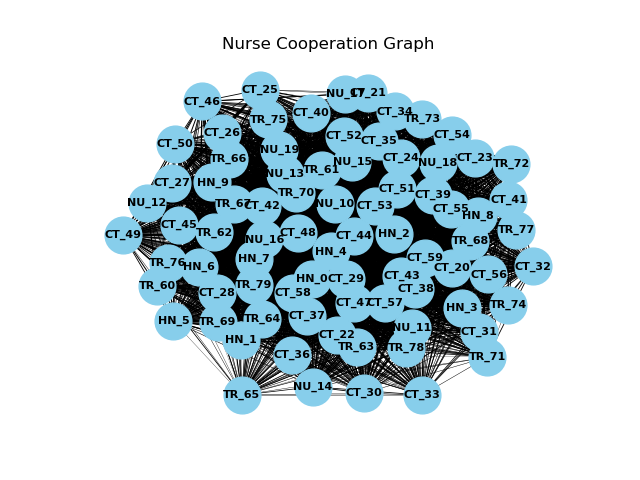 Nurse Cooperation Graph
CT_25
NU_17
CT_21
CT_46
CT_40
CT_34
TR_75
TR_73
CT_26
CT_52
CT_54
CT_35
CT_50
NU_19
TR_66
CT_24
CT_23
NU_15
NU_18
TR_72
TR_61
NU_13
CT_27
HN_9
CT_51
TR_70
CT_39
CT_41
NU_12
TR_67
CT_42
NU_10
CT_53
CT_55
HN_8
CT_45
TR_62
CT_48
CT_44
HN_2
TR_77
CT_49
NU_16
TR_68
HN_4
HN_7
CT_59
TR_76
HN_6
CT_20
CT_32
CT_43
CT_56
HN_0
CT_29
TR_60
TR_79
CT_38
CT_28
CT_58
CT_47
CT_57
TR_74
HN_3
CT_37
TR_64
HN_5
TR_69
NU_11
CT_31
CT_22
HN_1
TR_63
TR_78
CT_36
TR_71
NU_14
CT_30
TR_65
CT_33